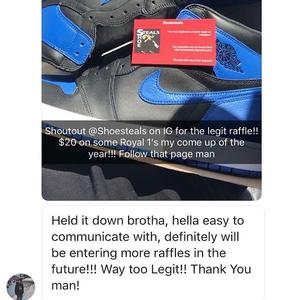 Shoesteals
STEALS
Shoutout @Shoesteals on IG for the legit raffle!!
$20 on some Royal 1's my come up of the
year!!! Follow that page man
Held it down brotha, hella easy to
communicate with, definitely will
be entering more raffles in the
future!!! Way too Legit!! Thank You
man!